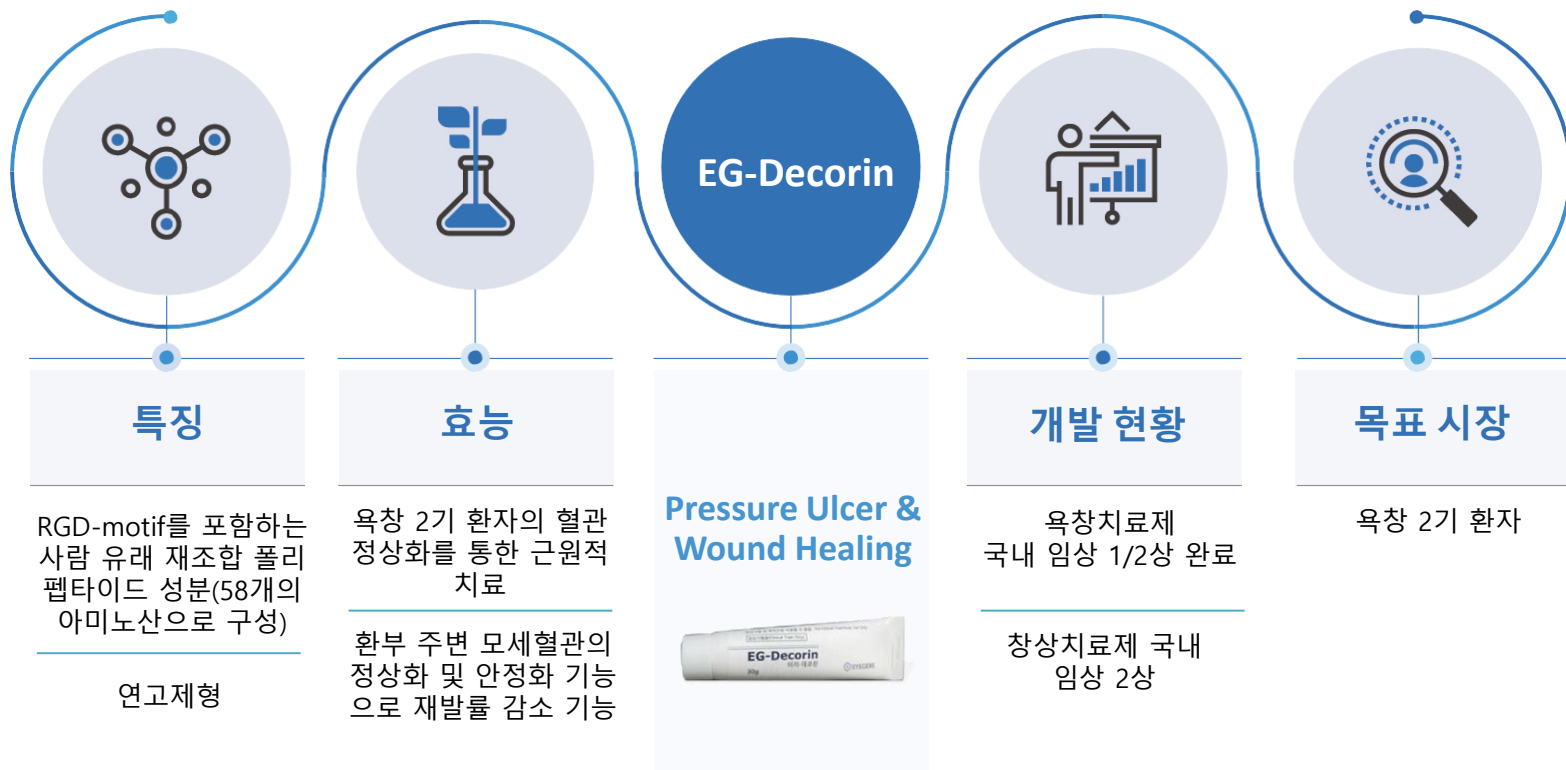 EG-Decorin
특징
RGD-motif를 포함하는
사람 유래 재조합 폴리
펩타이드 성분(58개의
아미노산으로 구성)
연고제형
효능
욕창 2기 환자의 혈관
정상화를 통한 근원적
치료
환부 주변 모세혈관의
정상화 및 안정화 기능
으로 재발률 감소 기능
Pressure Ulcer &
Wound Healing
EG-Decorin
30g
EYEGENE
개발 현황
욕창치료제
국내 임상 1/2상 완료
창상치료제 국내
임상 2상
목표 시장
욕창 2기 환자